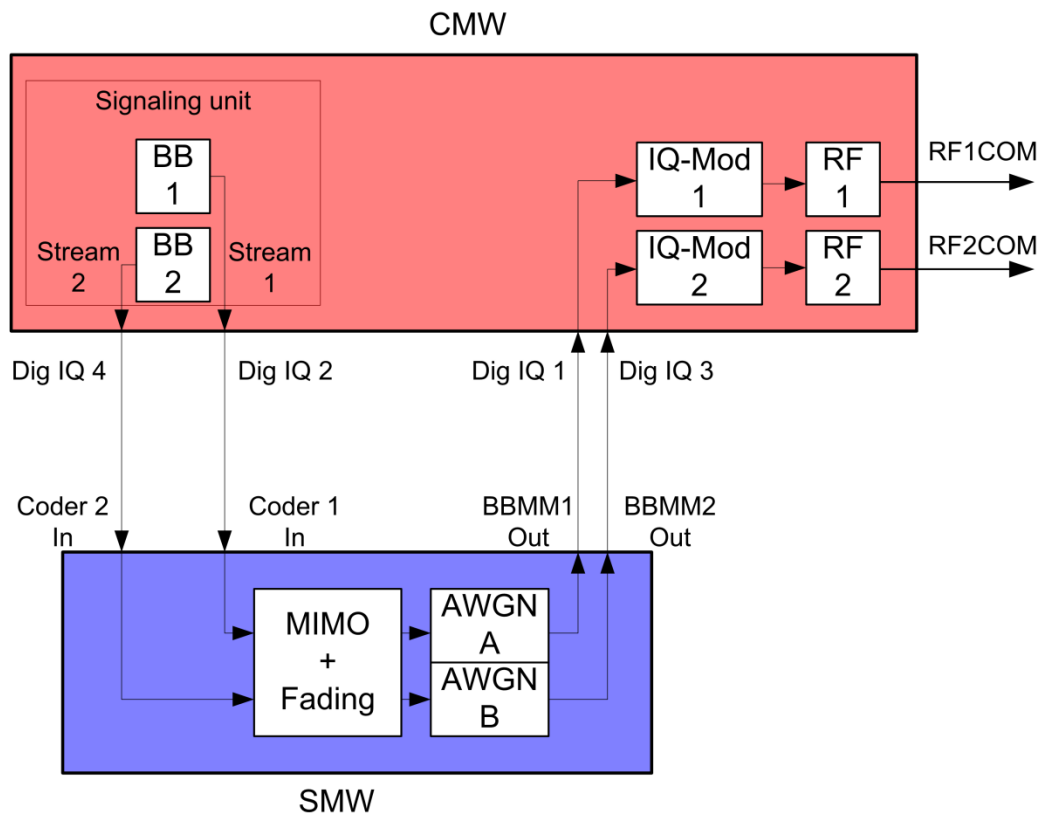 CMW
Signaling unit
BB
1
BB
2
Stream
2
Stream
1
IQ-Mod
1
RF
1
RF1COM
IQ-Mod
2
RF
2
RF2COM
Dig IQ 4
Dig IQ 2
Dig IQ 1
Dig IQ 3
Coder 2
In
Coder 1
In
BBMM1
Out
BBMM2
Out
MIMO
+
Fading
AWGN
A
AWGN
B
SMW